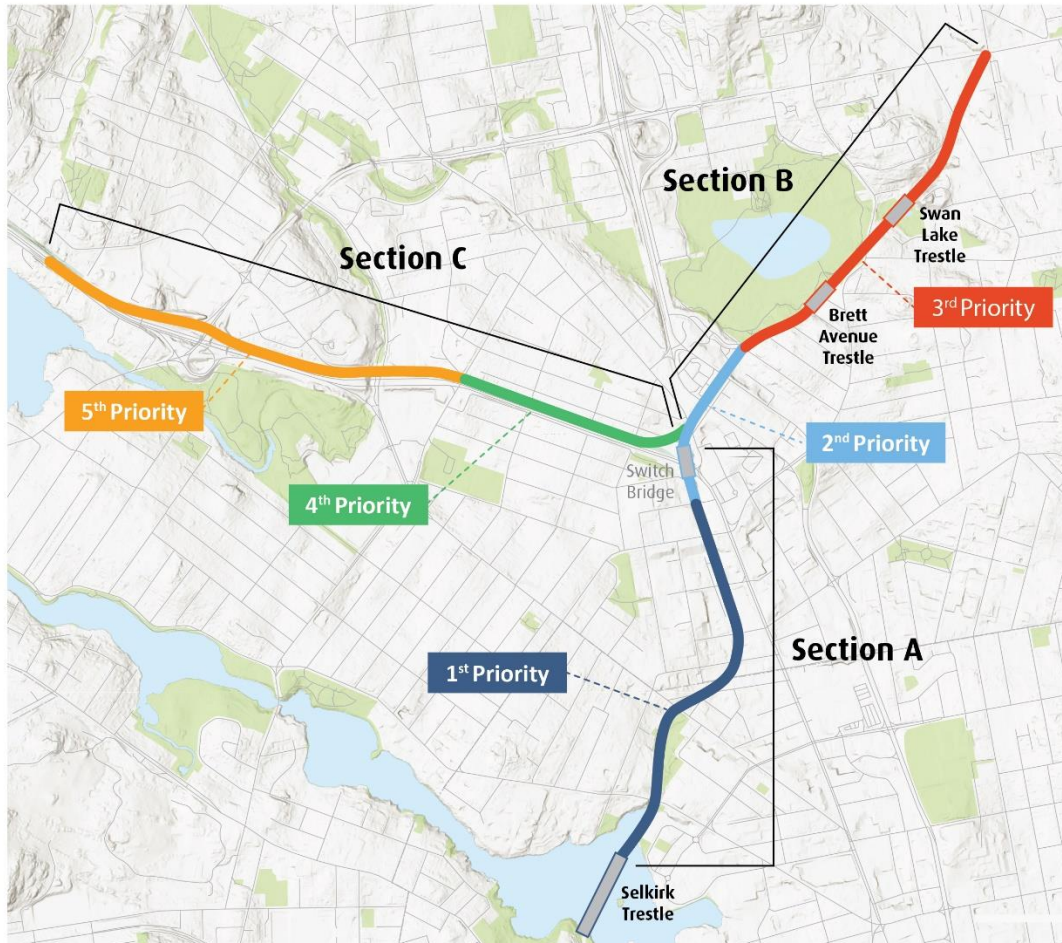 Section B
Swan
Lake
Trestle
Section C
3rd Priority
Brett
Avenue
Trestle
5th Priority
2nd Priority
Switch
Bridge
4th Priority
Section A
1st Priority
Selkirk
Trestle